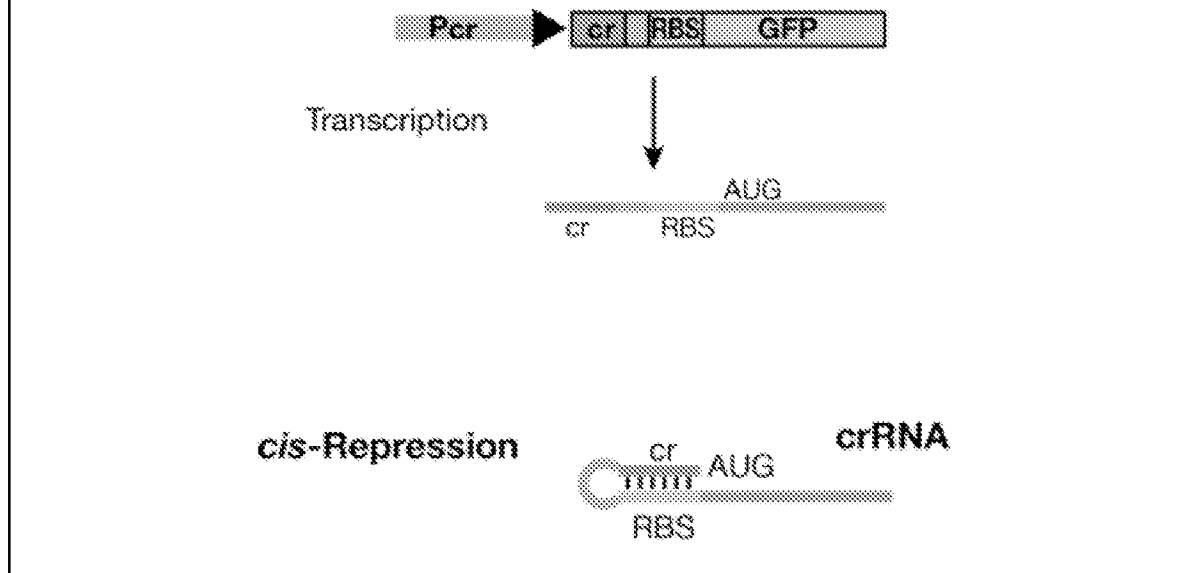 Pcr cr RBS GFP
Transcription
AUG
cr RBS
cis-Repression
crRNA
cr
AUG
RBS